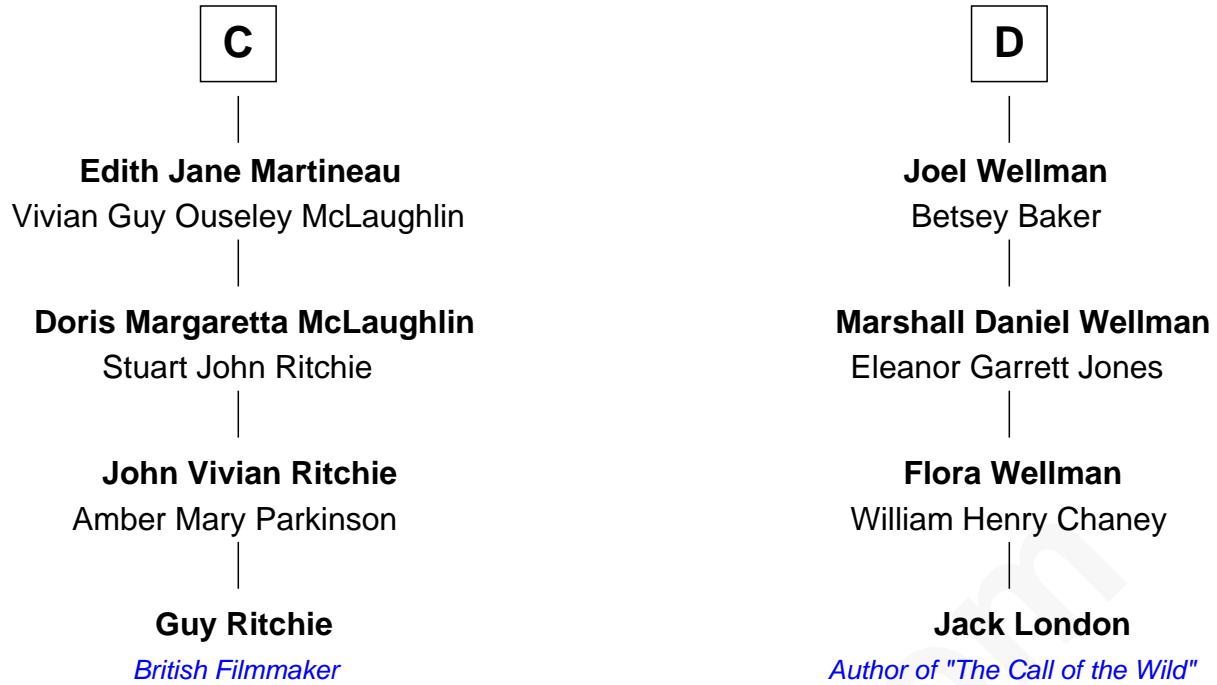 C
Edith Jane Martineau
Vivian Guy Ouseley McLaughlin
Doris Margaretta McLaughlin
Stuart John Ritchie
John Vivian Ritchie
Amber Mary Parkinson
Guy Ritchie
British Filmmaker
D
Joel Wellman
Betsey Baker
Marshall Daniel Wellman
Eleanor Garrett Jones
Flora Wellman
William Henry Chaney
Jack London
Author of "The Call of the Wild"
om